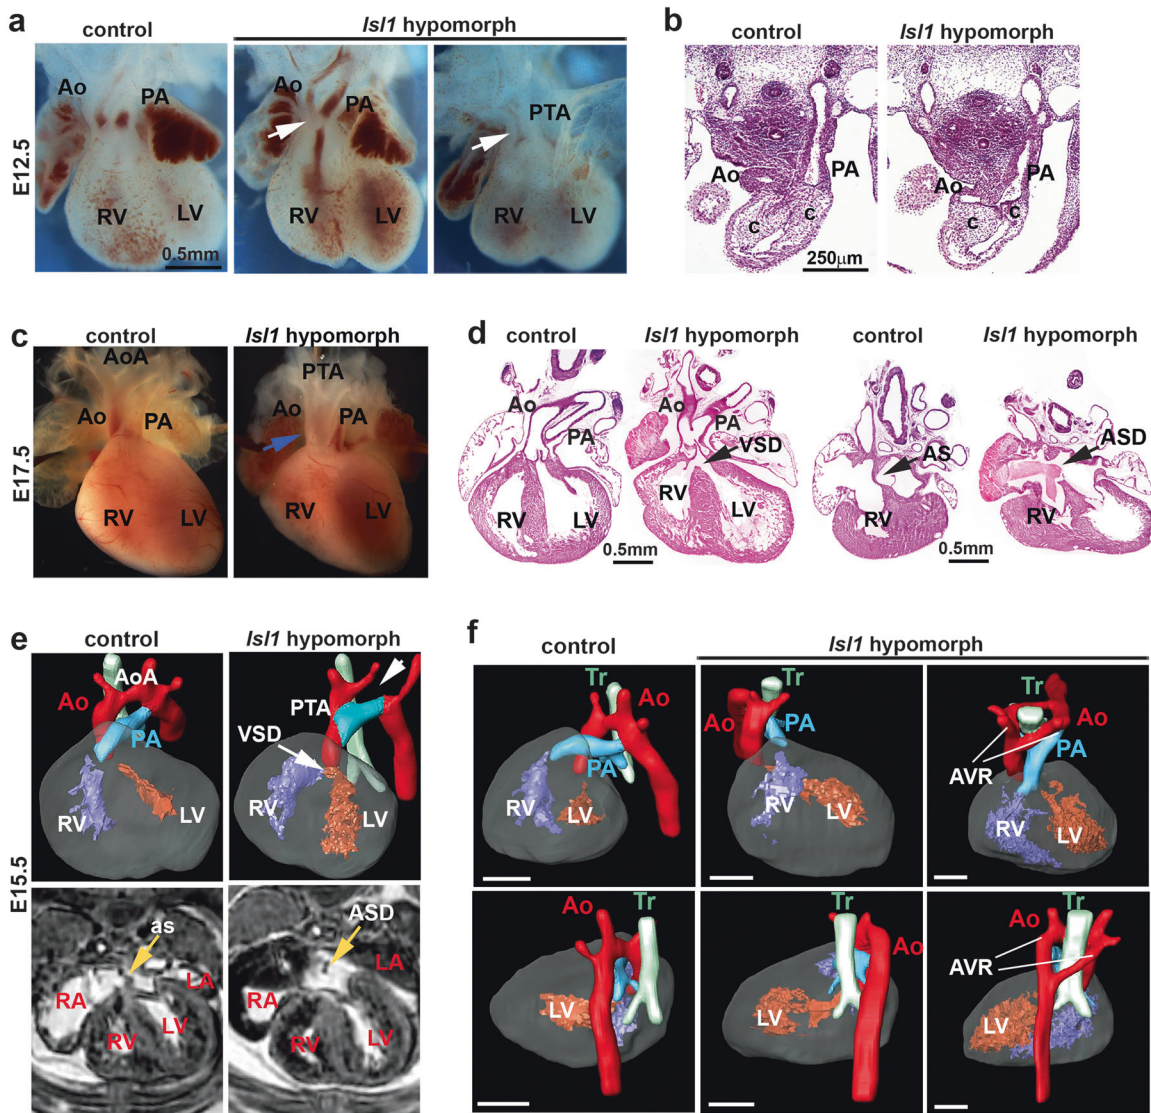 a
control
Isl1 hypomorph
E12.5
Ao
PA
RV
LV
0.5mm
Ao
PA
RV
LV
PTA
RV
LV
b
control
Isl1 hypomorph
Ao
PA
c
c
250μm
Ao
PA
c
c
c
control
Isl1 hypomorph
E17.5
AoA
Ao
PA
RV
LV
PTA
Ao
PA
RV
LV
d
control
Isl1 hypomorph
control
Isl1 hypomorph
Ao
PA
RV
LV
0.5mm
Ao
PA
VSD
RV
LV
AS
RV
0.5mm
ASD
e
control
Isl1 hypomorph
E15.5
AoA
Ao
PA
RV
LV
PTA
VSD
RV
LV
as
RA
LA
RV
LV
ASD
RA
LA
RV
LV
f
control
Isl1 hypomorph
Tr
Ao
PA
RV
LV
Tr
Ao
PA
RV
LV
Tr
Ao
PA
AVR
RV
LV
Ao
Tr
LV
Tr
Ao
LV
Ao
Tr
AVR
LV